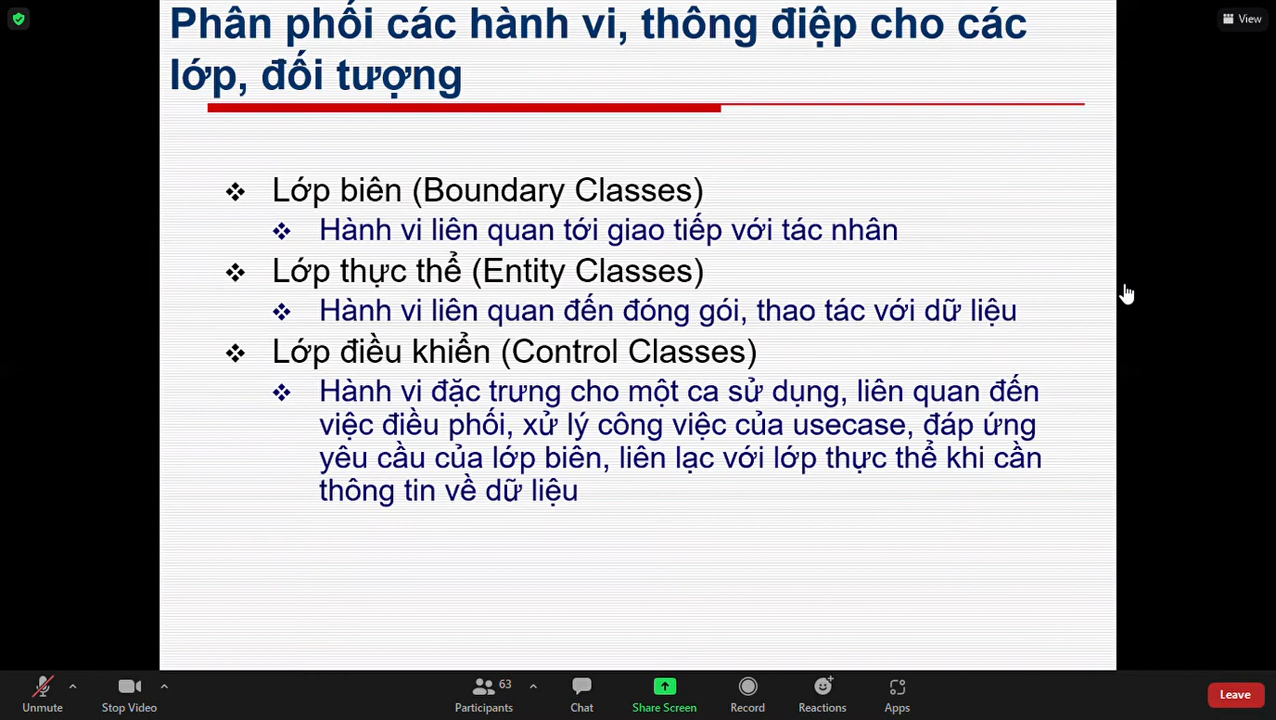 View
Phân phối các hành vi, thông điệp cho các
lớp, đối tượng
Lớp biên (Boundary Classes)
Hành vi liên quan tới giao tiếp với tác nhân
Lớp thực thể (Entity Classes)
Hành vi liên quan đến đóng gói, thao tác với dữ liệu
Lớp điều khiển (Control Classes)
Hành vi đặc trưng cho một ca sử dụng, liên quan đến
việc điều phối, xử lý công việc của usecase, đáp ứng
yêu cầu của lớp biên, liên lạc với lớp thực thể khi cần
thông tin về dữ liệu
63
Unmute Stop Video Participants Chat Share Screen Record Reactions Apps Leave